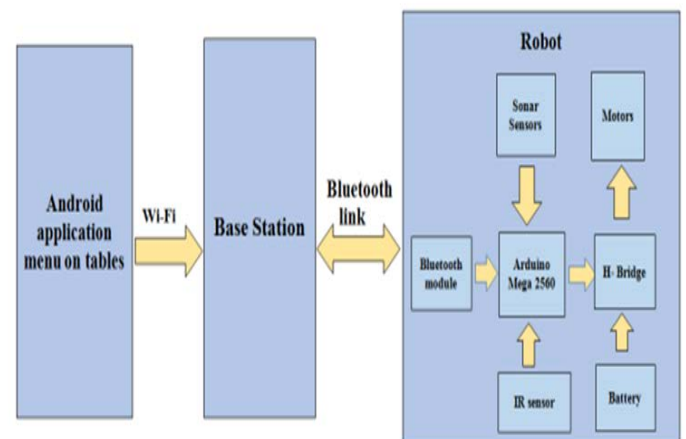 Android
application
menu on tables
Wi-Fi
Base Station
Bluetooth
link
Robot
Sonar
Sensors
Motors
Bluetooth
module
Arduino
Mega 2560
H- Bridge
IR sensor
Battery